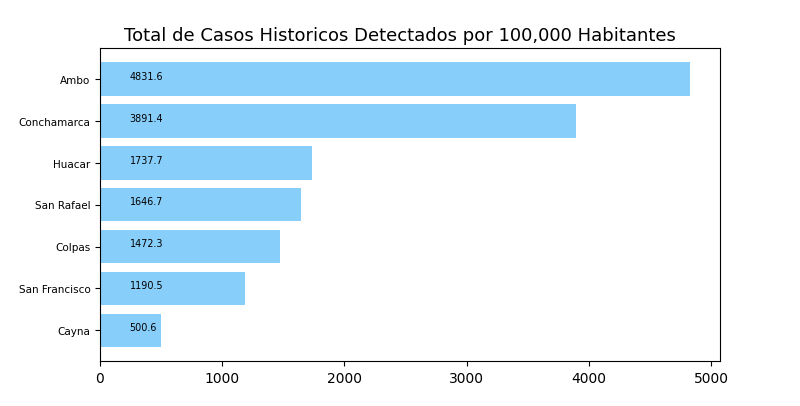 Total de Casos Historicos Detectados por 100,000 Habitantes
Ambo 4831.6
Conchamarca 3891.4
Huacar 1737.7
San Rafael 1646.7
Colpas 1472.3
San Francisco 1190.5
Cayna 500.6
0 1000 2000 3000 4000 5000